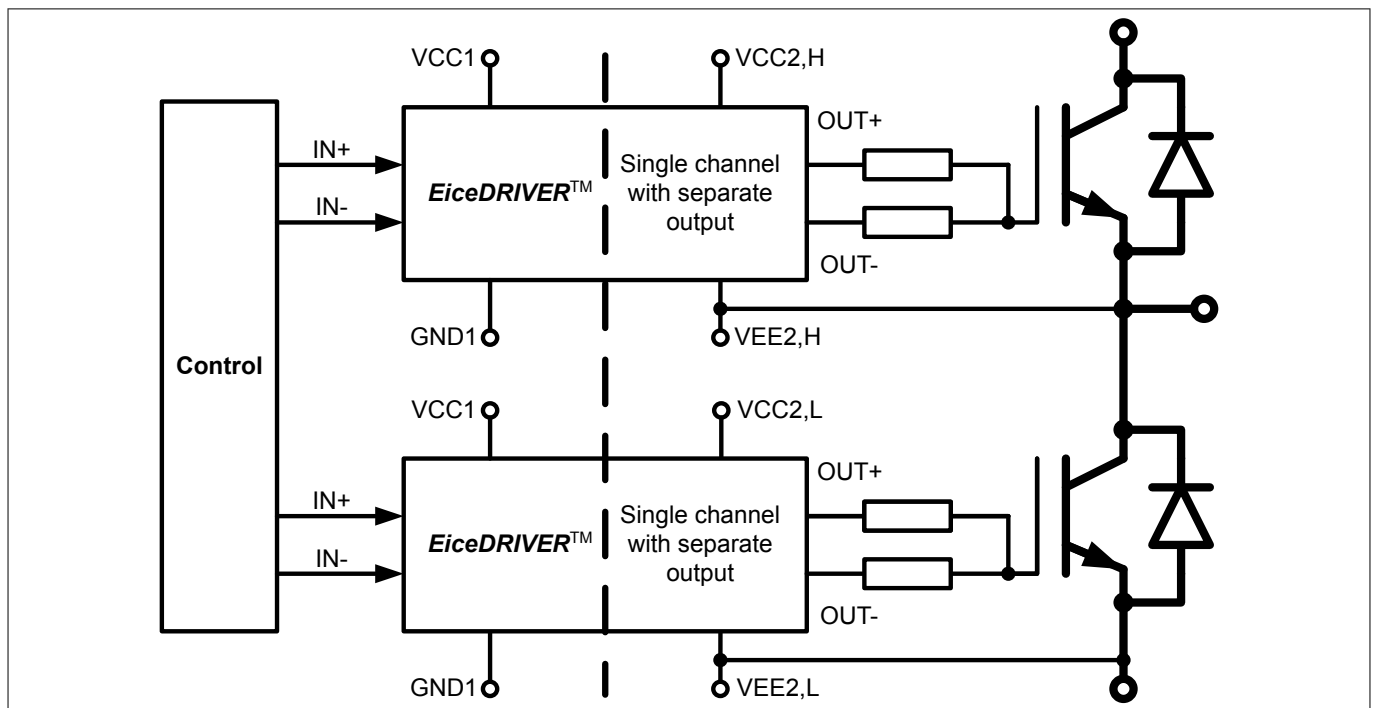 VCC1
VCC2,H
OUT+
IN+
EiceDRIVER™
Single channel
with separate
output
IN-
OUT-
GND1
VEE2,H
Control
VCC1
VCC2,L
OUT+
IN+
EiceDRIVER™
Single channel
with separate
output
IN-
OUT-
GND1
VEE2,L